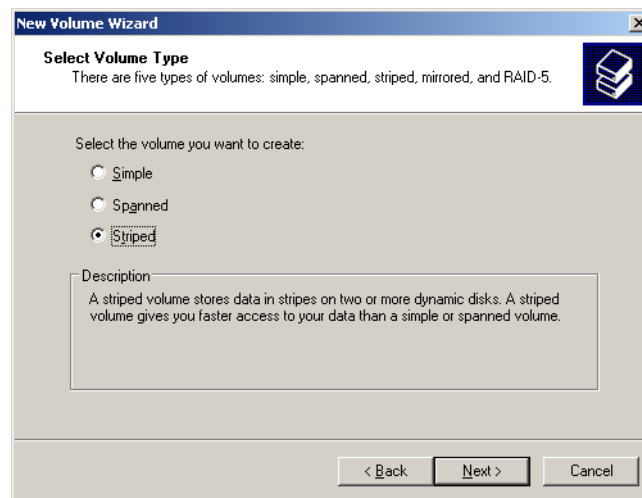 New Volume Wizard
Select Volume Type
There are five types of volumes: simple, spanned, striped, mirrored, and RAID-5.
Select the volume you want to create:
Simple
Spanned
Striped
Description
A striped volume stores data in stripes on two or more dynamic disks. A striped
volume gives you faster access to your data than a simple or spanned volume.
< Back
Next >
Cancel